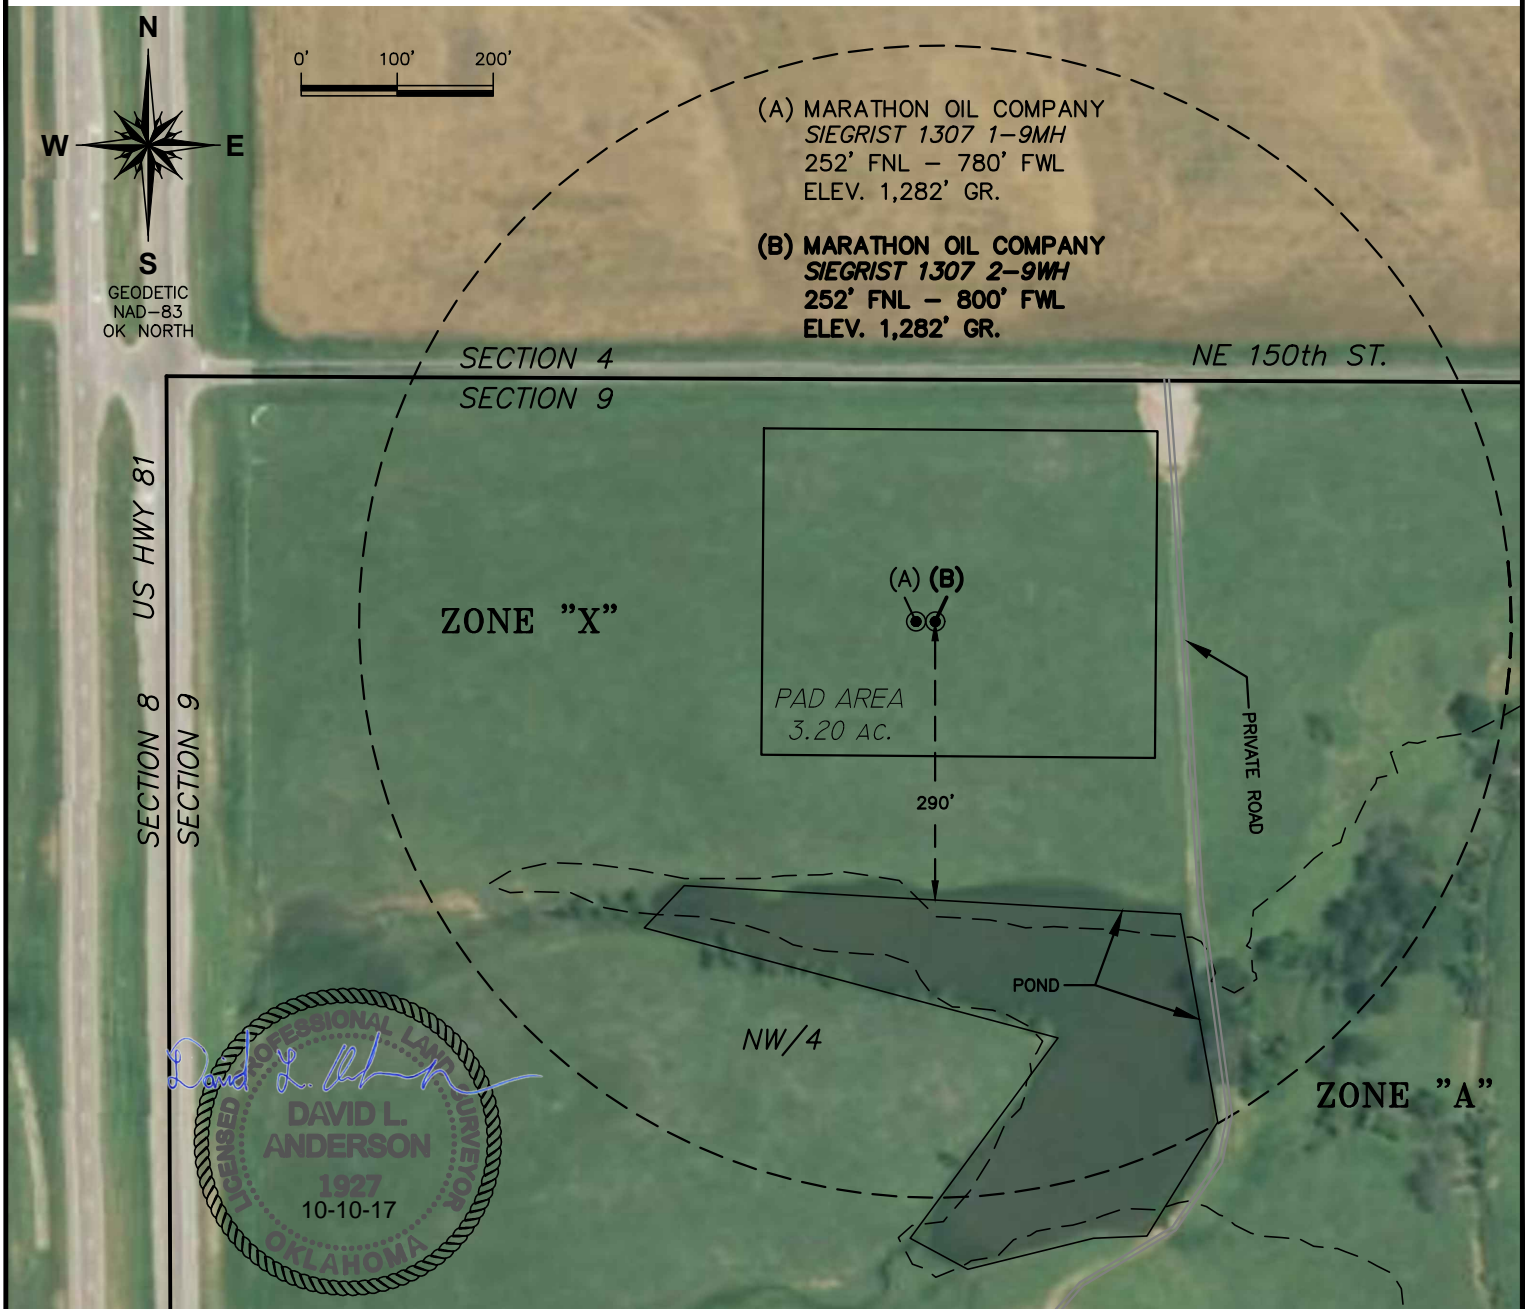 N
W E
S
GEODETIC
NAD-83
OK NORTH
0' 100' 200'
(A) MARATHON OIL COMPANY
SIEGRIST 1307 1-9MH
252' FNL - 780' FWL
ELEV. 1,282' GR.
(B) MARATHON OIL COMPANY
SIEGRIST 1307 2-9WH
252' FNL - 800' FWL
ELEV. 1,282' GR.
SECTION 4
NE 150th ST.
SECTION 9
US HWY 81
SECTION 8
SECTION 9
ZONE "X"
(A) (B)
PAD AREA
3.20 AC.
290'
PRIVATE ROAD
POND
NW/4
ZONE "A"
LICENSED PROFESSIONAL LAND SURVEYOR
David L. Anderson
DAVID L.
ANDERSON
1927
10-10-17
OKLAHOMA